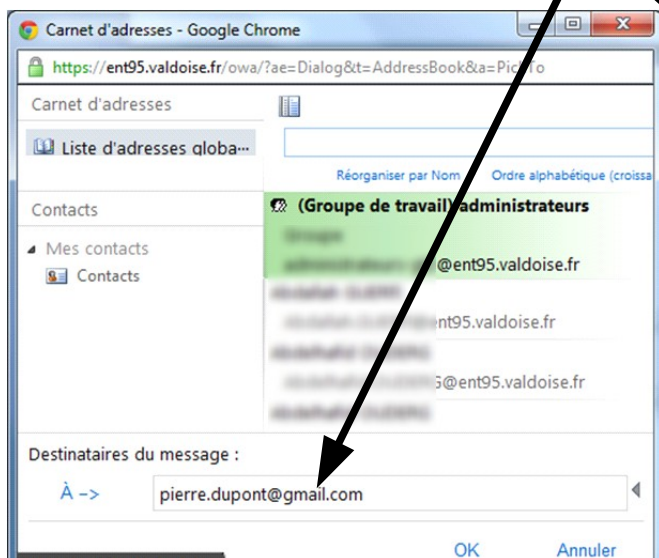 Carnet d'adresses - Google Chrome
https://ent95.valdoise.fr/owa/?ae=Dialog&t=AddressBook&a=PickTo
Carnet d'adresses
Liste d'adresses globa...
Réorganiser par Nom Ordre alphabétique (croissa
Contacts
(Groupe de travail) administrateurs
Mes contacts
@ent95.valdoise.fr
Contacts
ent95.valdoise.fr
G@ent95.valdoise.fr
Destinataires du message :
À -> pierre.dupont@gmail.com
OK Annuler